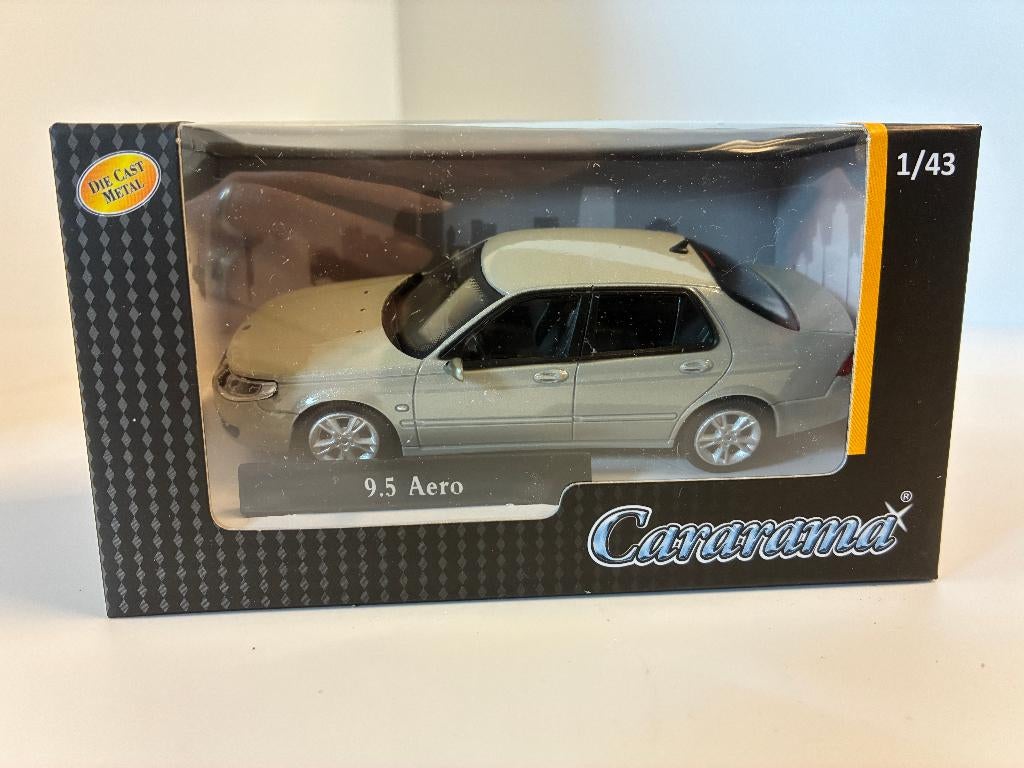 DIE CAST
METAL
1/43
9.5 Aero
Cararama®